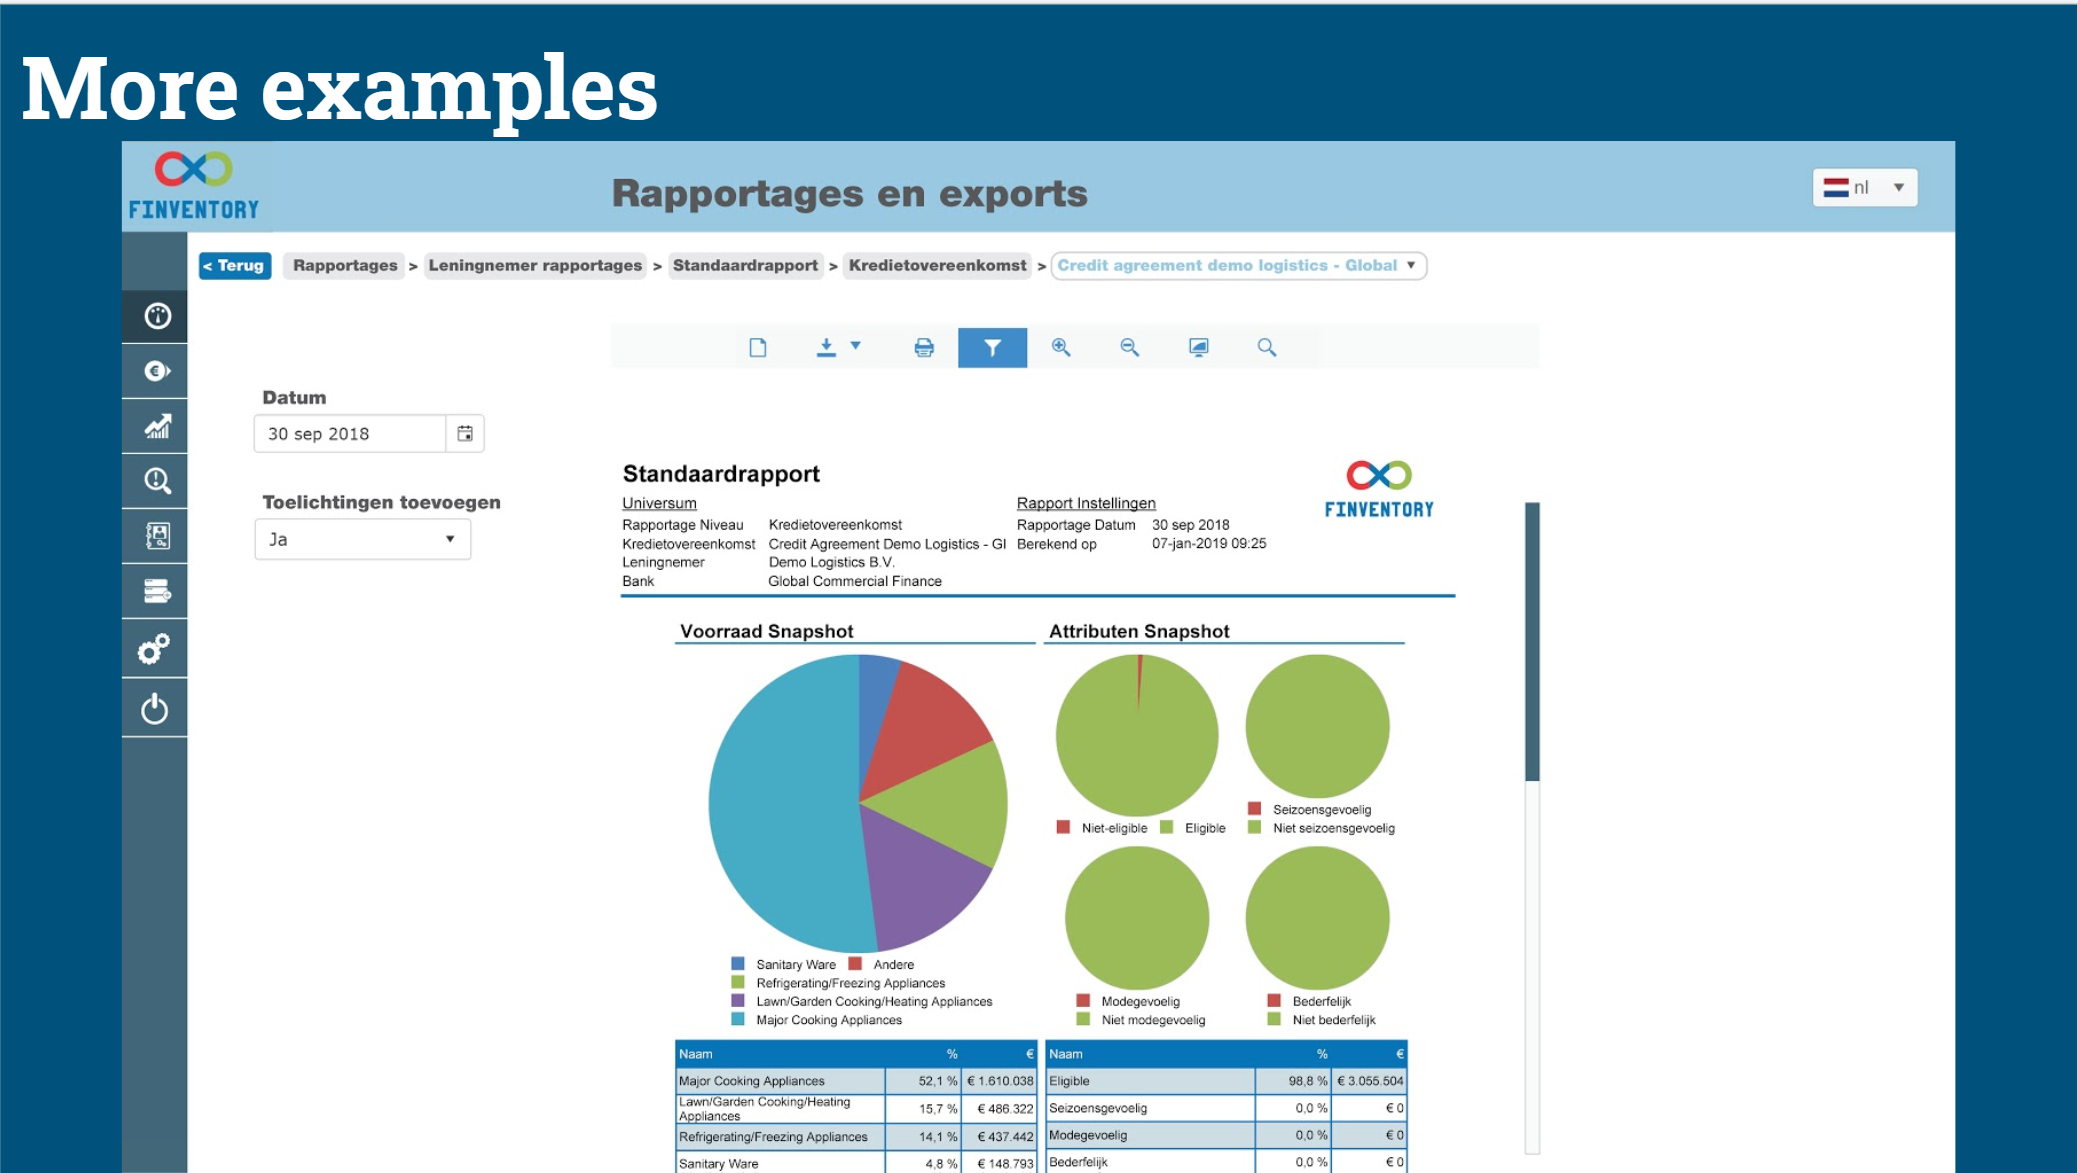 More examples
FINVENTORY
Rapportages en exports
nl
< Terug Rapportages > Leningnemer rapportages > Standaardrapport > Kredietovereenkomst > Credit agreement demo logistics - Global
Datum
30 sep 2018
Toelichtingen toevoegen
Ja
Standaardrapport
FINVENTORY
Universum Rapport Instellingen
Rapportage Niveau Kredietovereenkomst Rapportage Datum 30 sep 2018
Kredietovereenkomst Credit Agreement Demo Logistics - Gl Berekend op 07-jan-2019 09:25
Leningnemer Demo Logistics B.V.
Bank Global Commercial Finance
Voorraad Snapshot Attributen Snapshot
Seizoensgevoelig
Niet-eligible Eligible Niet seizoensgevoelig
Sanitary Ware Andere
Refrigerating/Freezing Appliances
Lawn/Garden Cooking/Heating Appliances
Major Cooking Appliances
Modegevoelig Bederfelijk
Niet modegevoelig Niet bederfelijk
Naam % €
Major Cooking Appliances 52,1 % € 1.610.038
Lawn/Garden Cooking/Heating
Appliances 15,7 % € 486.322
Refrigerating/Freezing Appliances 14,1 % € 437.442
Sanitary Ware 4,8 % € 148.793
Naam % €
Eligible 98,8 % € 3.055.504
Seizoensgevoelig 0,0 % € 0
Modegevoelig 0,0 % € 0
Bederfelijk 0,0 % € 0